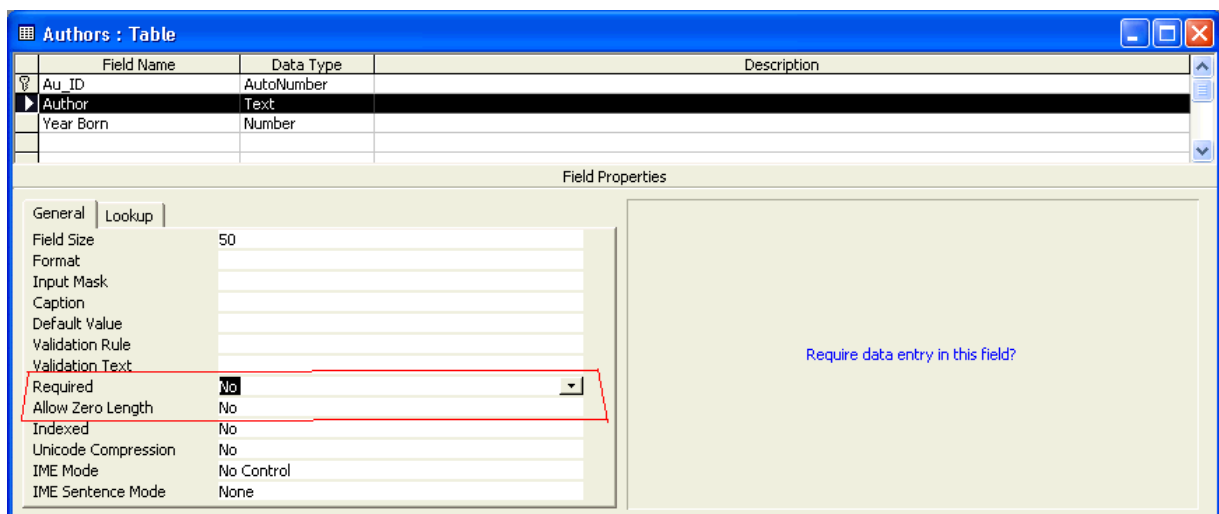 Authors : Table
Field Name Data Type Description
Au_ID AutoNumber
Author Text
Year Born Number
Field Properties
General Lookup
Field Size 50
Format
Input Mask
Caption
Default Value
Validation Rule
Validation Text
Required No
Allow Zero Length No
Indexed No
Unicode Compression No
IME Mode No Control
IME Sentence Mode None
Require data entry in this field?